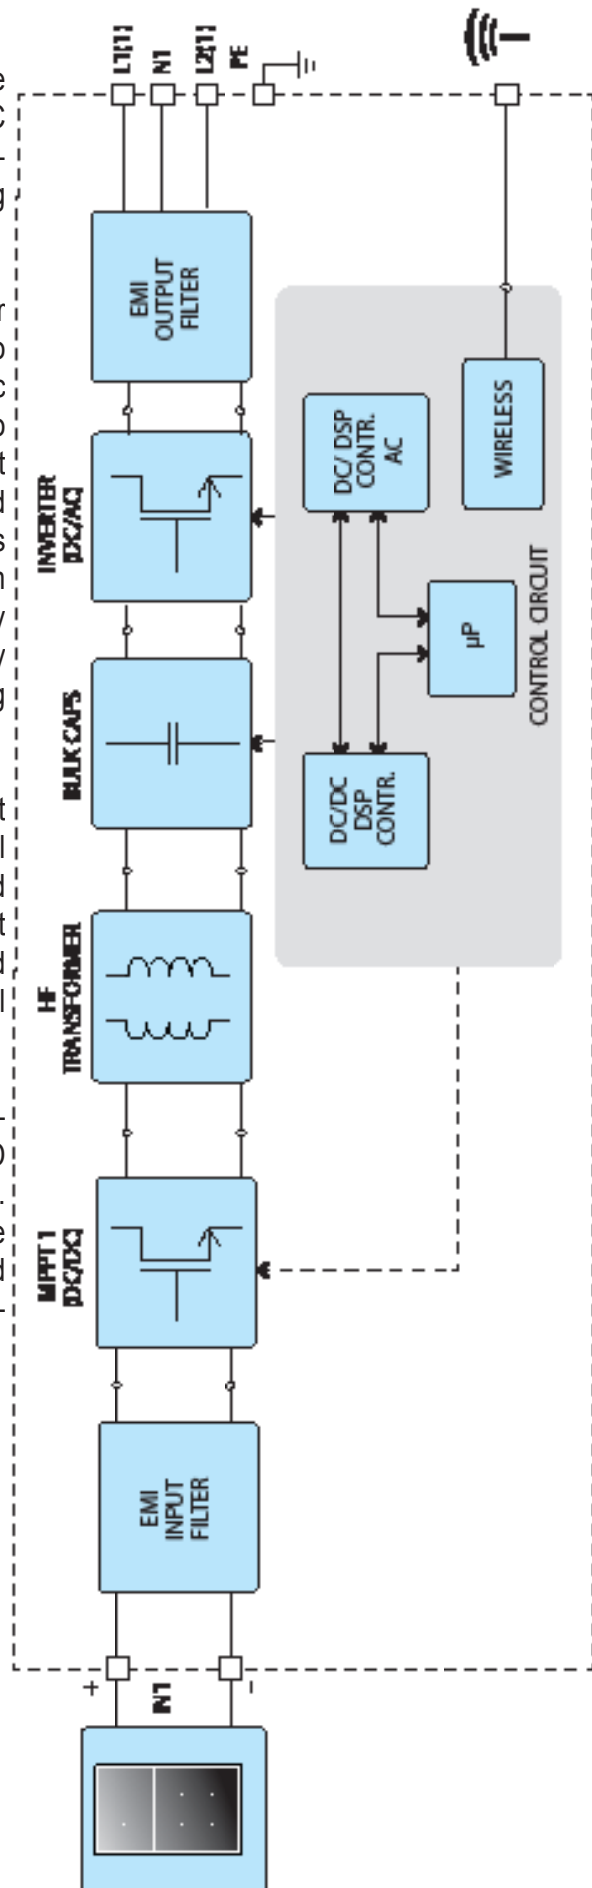 IN1
+
-
EMI
INPUT
FILTER
MPPT 1
[DC/DC]
HF
TRANSFORMER
BULK CAPS
INVERTER
[DC/AC]
EMI
OUTPUT
FILTER
L1[1]
N1
L2[1]
PE
DC/DC
DSP
CONTR.
DC/ DSP
CONTR.
AC
µP
WIRELESS
CONTROL CIRCUIT